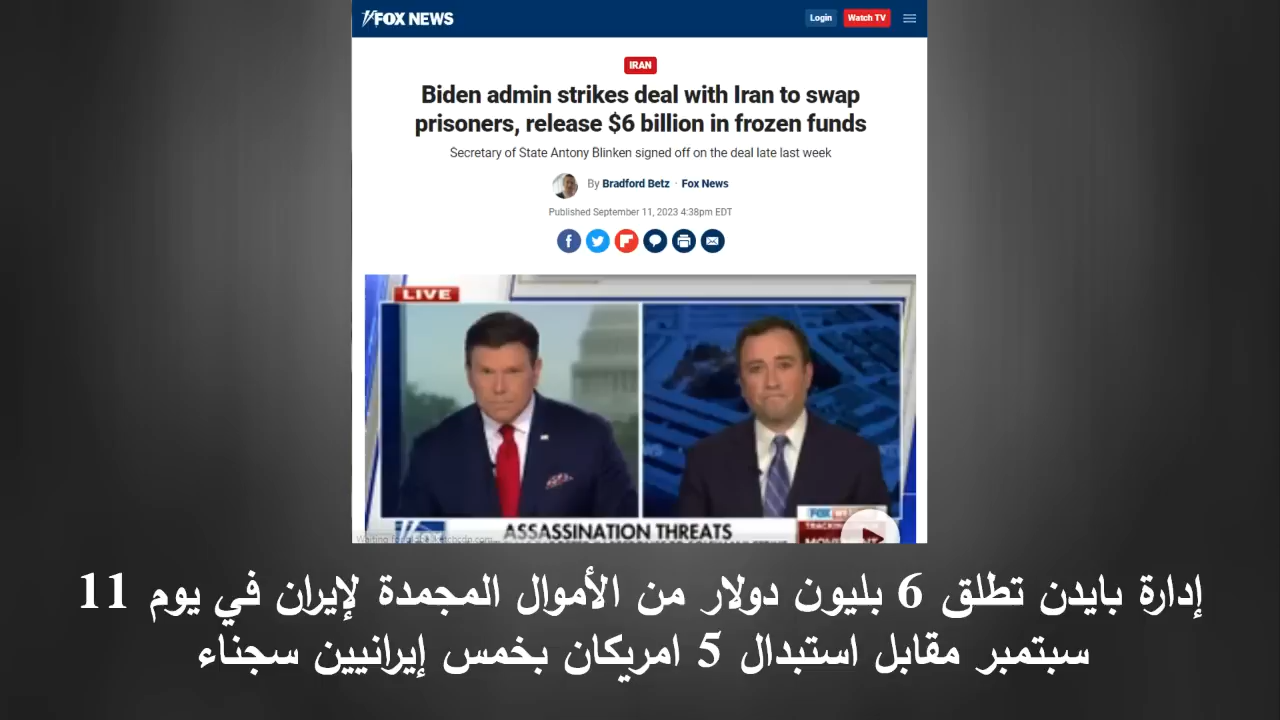 FOX NEWS
Login
Watch TV
IRAN
Biden admin strikes deal with Iran to swap
prisoners, release $6 billion in frozen funds
Secretary of State Antony Blinken signed off on the deal late last week
By Bradford Betz · Fox News
Published September 11, 2023 4:38pm EDT
LIVE
ASSASSINATION THREATS
إدارة بايدن تطلق 6 بليون دولار من الأموال المجمدة لإيران في يوم 11
سبتمبر مقابل استبدال 5 امريكان بخمس إيرانيين سجناء